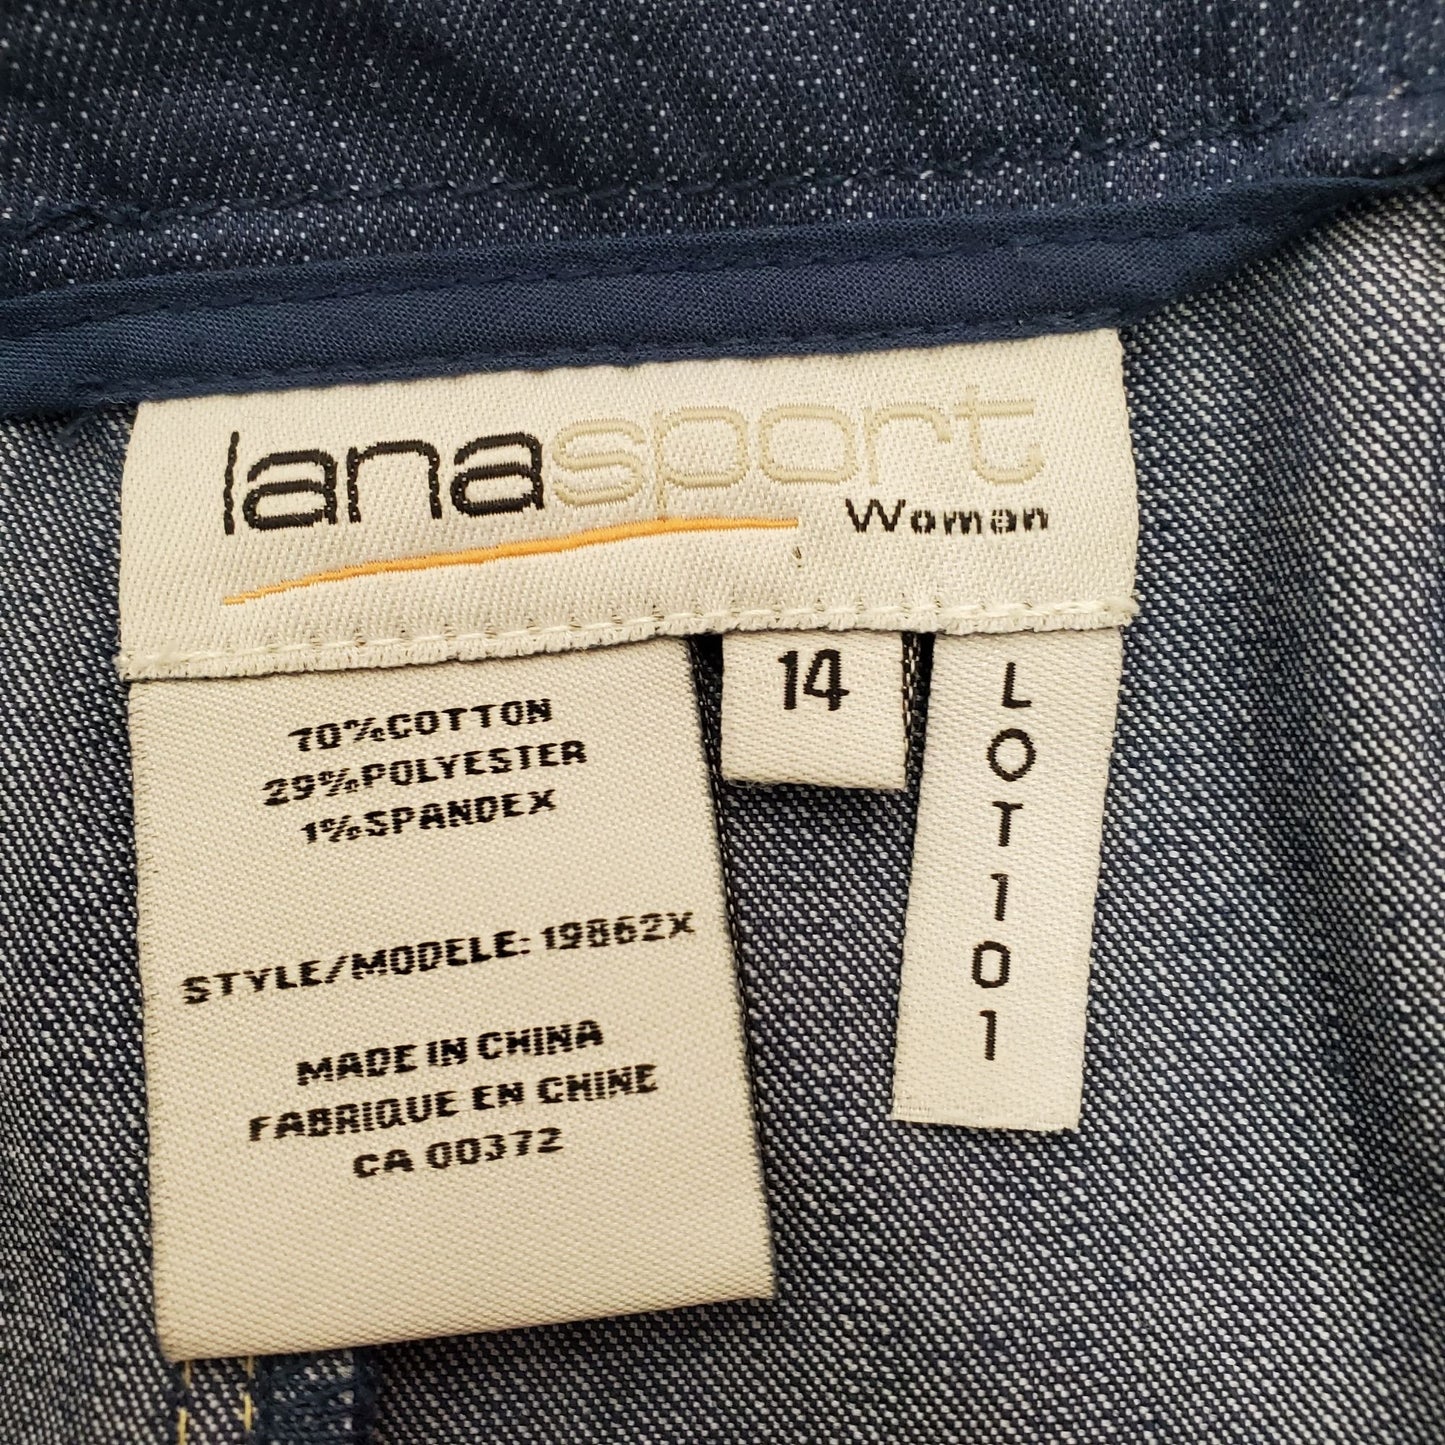 lanasport
Woman
14
70%COTTON
29%POLYESTER
1%SPANDEX
STYLE/MODELE: 19862X
MADE IN CHINA
FABRIQUE EN CHINE
CA 00372
LOT101